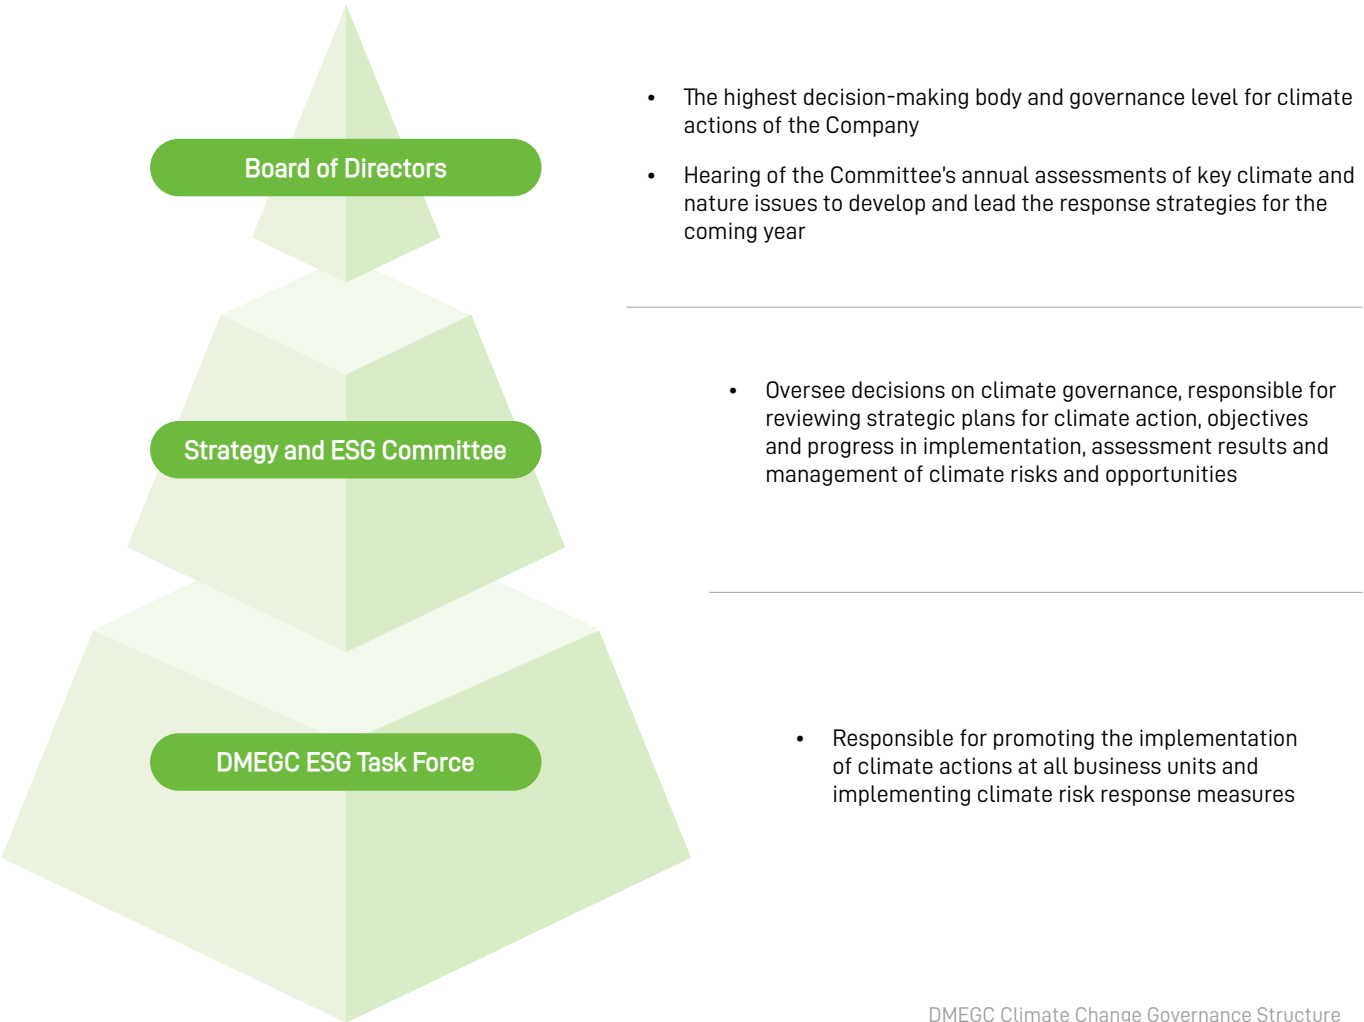 Board of Directors
• The highest decision-making body and governance level for climate
actions of the Company
• Hearing of the Committee's annual assessments of key climate and
nature issues to develop and lead the response strategies for the
coming year
Strategy and ESG Committee
• Oversee decisions on climate governance, responsible for
reviewing strategic plans for climate action, objectives
and progress in implementation, assessment results and
management of climate risks and opportunities
DMEGC ESG Task Force
• Responsible for promoting the implementation
of climate actions at all business units and
implementing climate risk response measures
DMEGC Climate Change Governance Structure